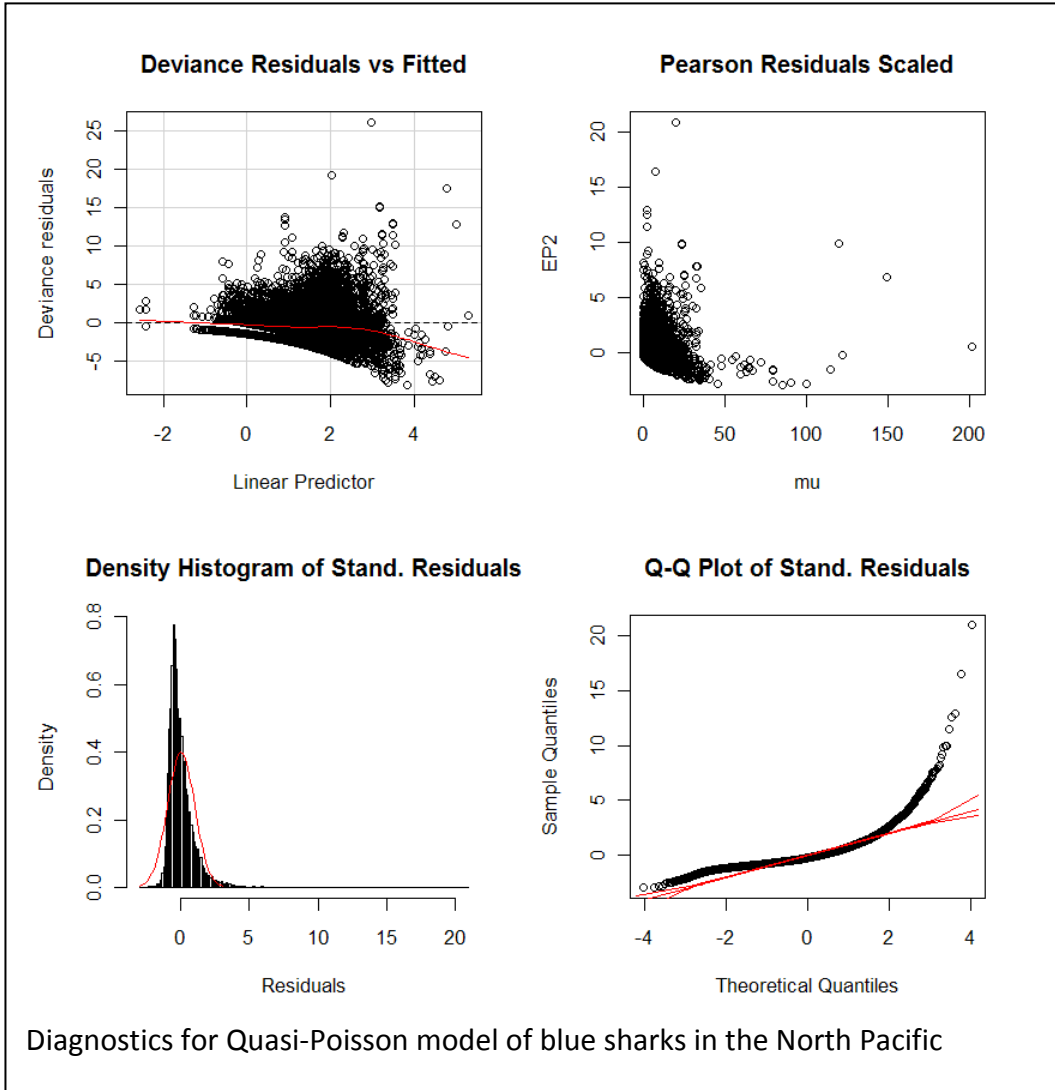 Deviance Residuals vs Fitted
Deviance residuals
25
20
15
10
5
0
-5
-2 0 2 4
Linear Predictor
Pearson Residuals Scaled
EP2
20
15
10
5
0
0 50 100 150 200
mu
Density Histogram of Stand. Residuals
Density
0.8
0.6
0.4
0.2
0.0
0 5 10 15 20
Residuals
Q-Q Plot of Stand. Residuals
Sample Quantiles
20
15
10
5
0
-4 -2 0 2 4
Theoretical Quantiles
Diagnostics for Quasi-Poisson model of blue sharks in the North Pacific